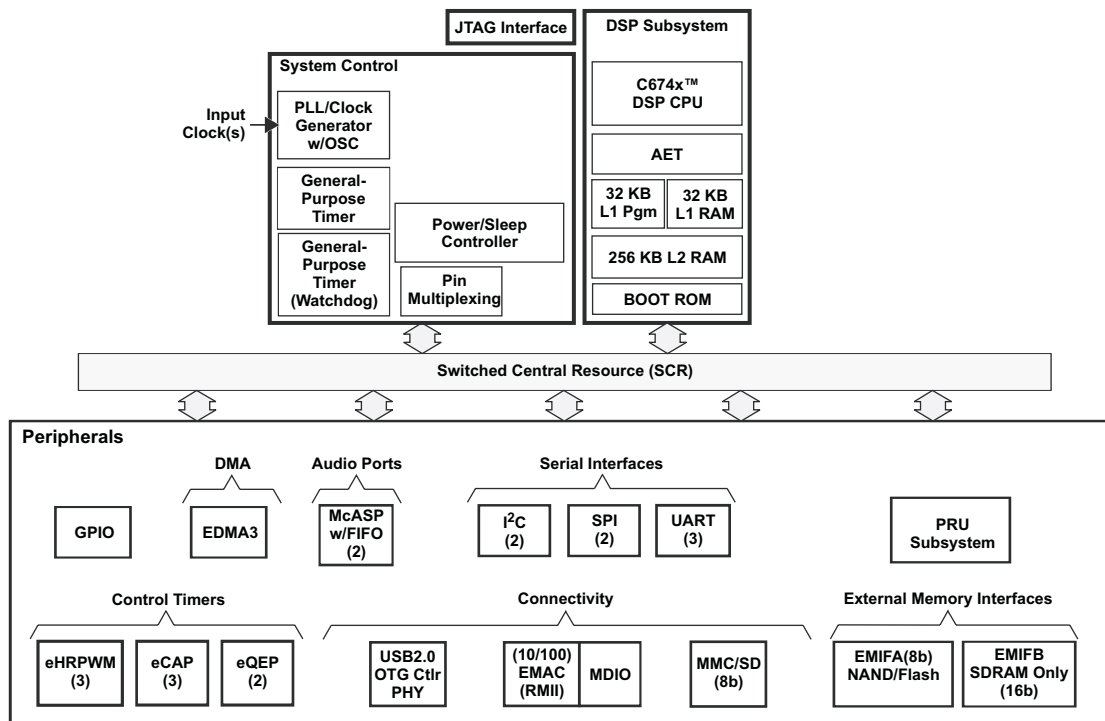 JTAG Interface
DSP Subsystem
System Control
C674x™
DSP CPU
Input
Clock(s)
PLL/Clock
Generator
w/OSC
AET
General-
Purpose
Timer
32 KB
L1 Pgm
32 KB
L1 RAM
Power/Sleep
Controller
General-
Purpose
Timer
(Watchdog)
256 KB L2 RAM
Pin
Multiplexing
BOOT ROM
Switched Central Resource (SCR)
Peripherals
DMA
Audio Ports
Serial Interfaces
GPIO
EDMA3
McASP
w/FIFO
(2)
I²C
(2)
SPI
(2)
UART
(3)
PRU
Subsystem
Control Timers
Connectivity
External Memory Interfaces
eHRPWM
(3)
eCAP
(3)
eQEP
(2)
USB2.0
OTG Ctlr
PHY
(10/100)
EMAC
(RMII)
MDIO
MMC/SD
(8b)
EMIFA(8b)
NAND/Flash
EMIFB
SDRAM Only
(16b)